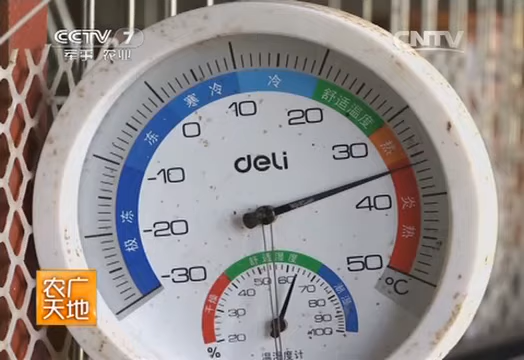 CCTV 7
军事 农业
CNTV
deli
极冻
冻
寒冷
冷
舒适温度
热
炎热
-30
-20
-10
0
10
20
30
40
50
°C
干燥
舒适湿度
潮湿
20
30
40
50
60
70
80
90
100
%
温湿度计
农广
天地